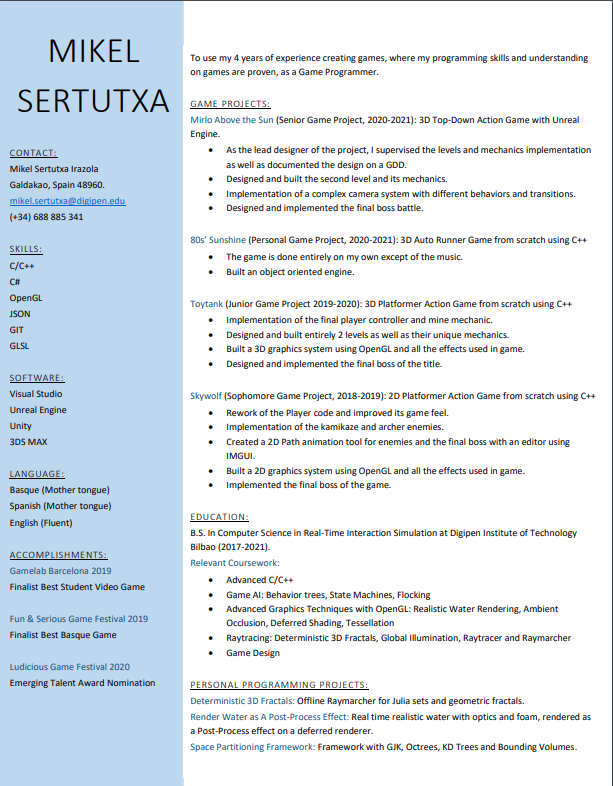 MIKEL
SERTUTXA
CONTACT:
Mikel Sertutxa Irazola
Galdakao, Spain 48960.
mikel.sertutxa@digipen.edu
(+34) 688 885 341
SKILLS:
C/C++
C#
OpenGL
JSON
GIT
GLSL
SOFTWARE:
Visual Studio
Unreal Engine
Unity
3DS MAX
LANGUAGE:
Basque (Mother tongue)
Spanish (Mother tongue)
English (Fluent)
ACCOMPLISHMENTS:
Gamelab Barcelona 2019
Finalist Best Student Video Game
Fun & Serious Game Festival 2019
Finalist Best Basque Game
Ludicious Game Festival 2020
Emerging Talent Award Nomination
To use my 4 years of experience creating games, where my programming skills and understanding
on games are proven, as a Game Programmer.
GAME PROJECTS:
Mirlo Above the Sun (Senior Game Project, 2020-2021): 3D Top-Down Action Game with Unreal
Engine.
• As the lead designer of the project, I supervised the levels and mechanics implementation
as well as documented the design on a GDD.
• Designed and built the second level and its mechanics.
• Implementation of a complex camera system with different behaviors and transitions.
• Designed and implemented the final boss battle.
80s' Sunshine (Personal Game Project, 2020-2021): 3D Auto Runner Game from scratch using C++
• The game is done entirely on my own except of the music.
• Built an object oriented engine.
Toytank (Junior Game Project 2019-2020): 3D Platformer Action Game from scratch using C++
• Implementation of the final player controller and mine mechanic.
• Designed and built entirely 2 levels as well as their unique mechanics.
• Built a 3D graphics system using OpenGL and all the effects used in game.
• Designed and implemented the final boss of the title.
Skywolf (Sophomore Game Project, 2018-2019): 2D Platformer Action Game from scratch using C++
• Rework of the Player code and improved its game feel.
• Implementation of the kamikaze and archer enemies.
• Created a 2D Path animation tool for enemies and the final boss with an editor using
IMGUI.
• Built a 2D graphics system using OpenGL and all the effects used in game.
• Implemented the final boss of the game.
EDUCATION:
B.S. In Computer Science in Real-Time Interaction Simulation at Digipen Institute of Technology
Bilbao (2017-2021).
Relevant Coursework:
• Advanced C/C++
• Game AI: Behavior trees, State Machines, Flocking
• Advanced Graphics Techniques with OpenGL: Realistic Water Rendering, Ambient
Occlusion, Deferred Shading, Tessellation
• Raytracing: Deterministic 3D Fractals, Global Illumination, Raytracer and Raymarcher
• Game Design
PERSONAL PROGRAMMING PROJECTS:
Deterministic 3D Fractals: Offline Raymarcher for Julia sets and geometric fractals.
Render Water as A Post-Process Effect: Real time realistic water with optics and foam, rendered as
a Post-Process effect on a deferred renderer.
Space Partitioning Framework: Framework with GJK, Octrees, KD Trees and Bounding Volumes.